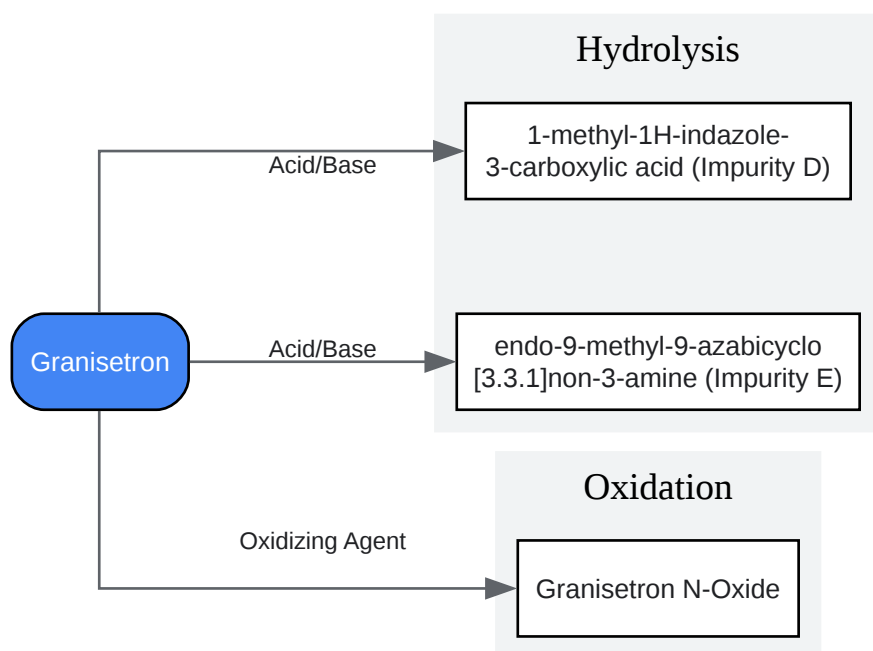 Hydrolysis
1-methyl-1H-indazole-
3-carboxylic acid (Impurity D)
Acid/Base
Granisetron
Acid/Base
endo-9-methyl-9-azabicyclo
[3.3.1]non-3-amine (Impurity E)
Oxidation
Oxidizing Agent
Granisetron N-Oxide